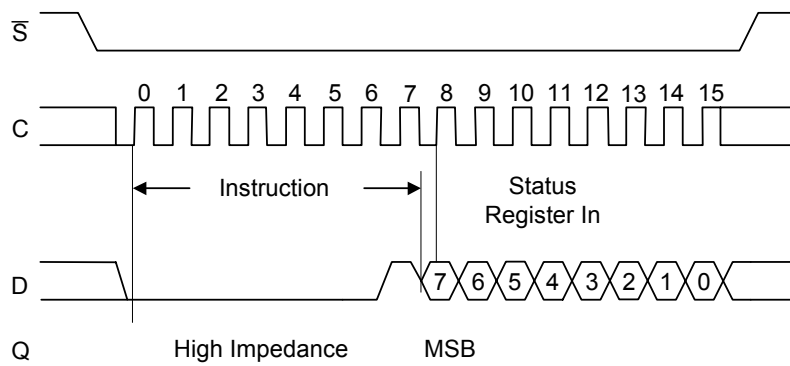 S̅
0 1 2 3 4 5 6 7 8 9 10 11 12 13 14 15
C
Instruction
Status
Register In
D
7 6 5 4 3 2 1 0
Q
High Impedance
MSB